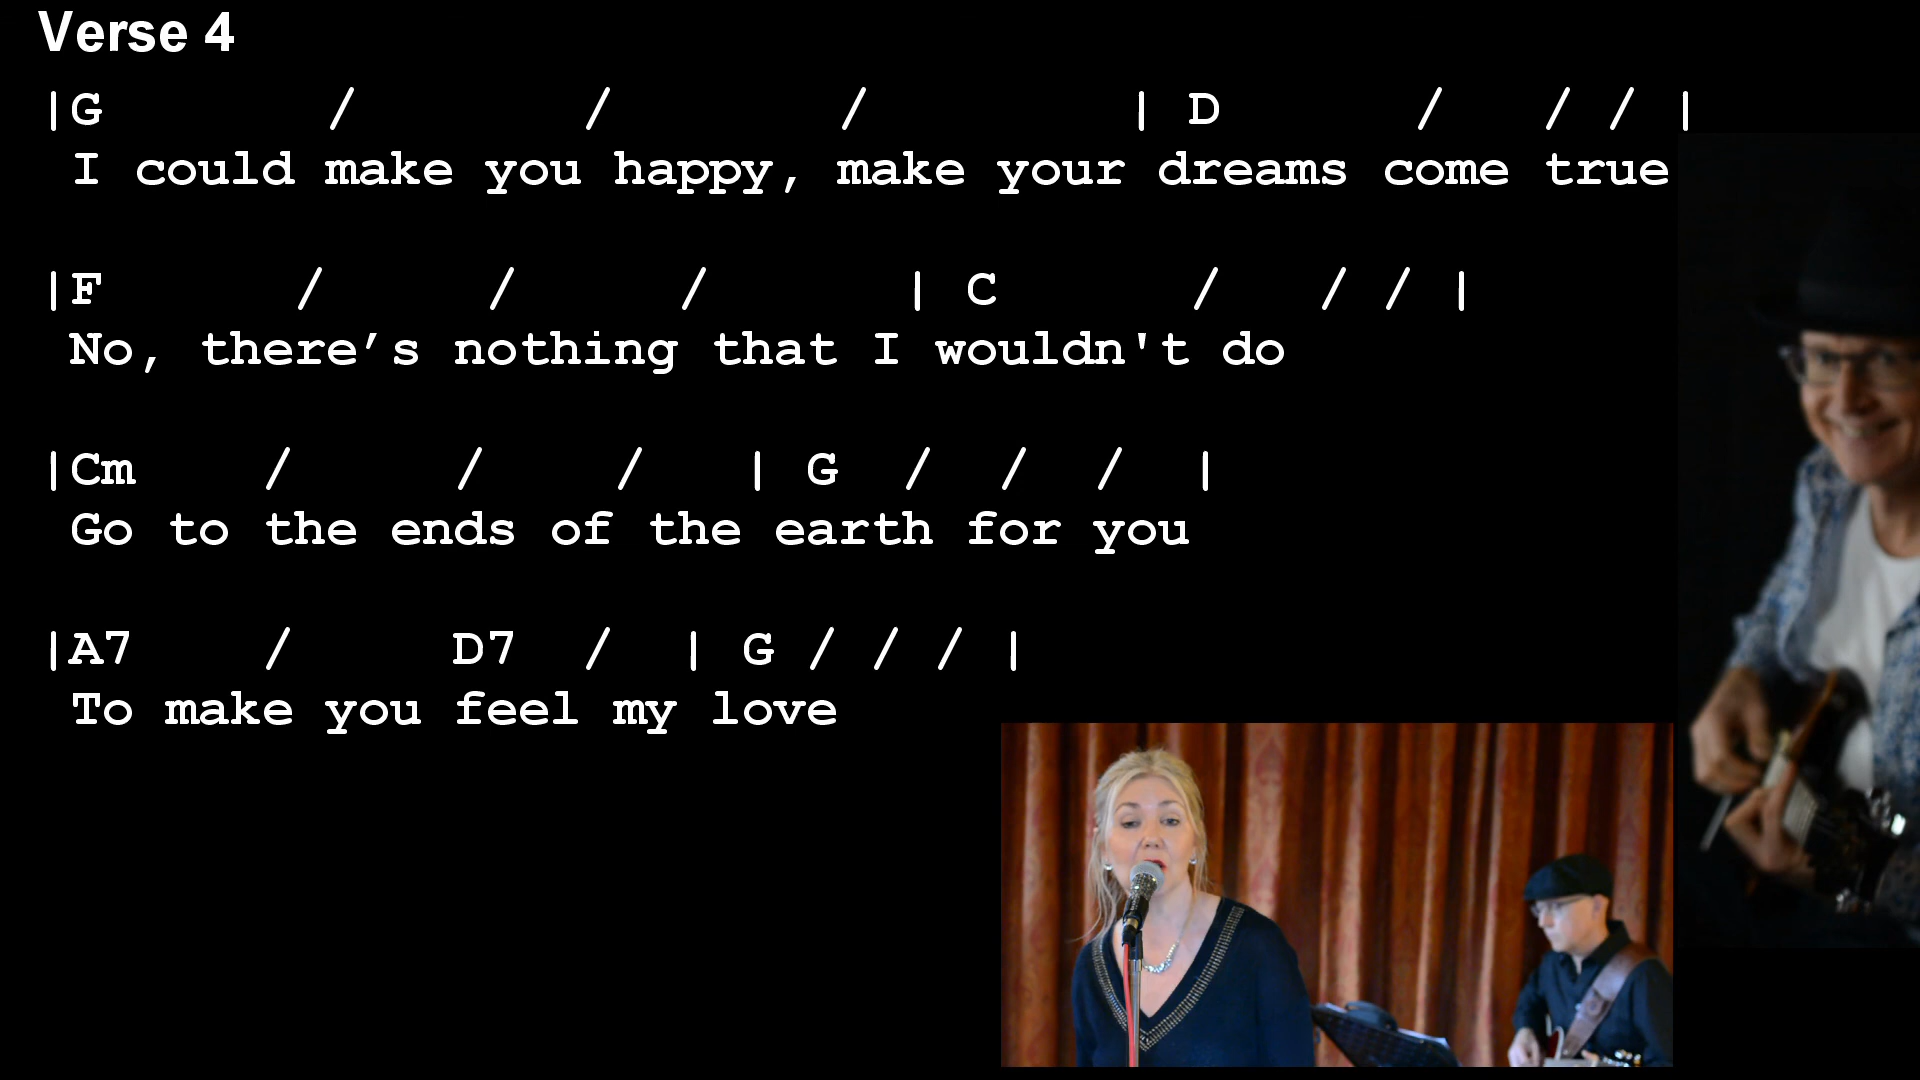 Verse 4
|G / / / | D / / / |
I could make you happy, make your dreams come true
|F / / / | C / / / |
No, there’s nothing that I wouldn't do
|Cm / / / | G / / / |
Go to the ends of the earth for you
|A7 / D7 / | G / / / |
To make you feel my love